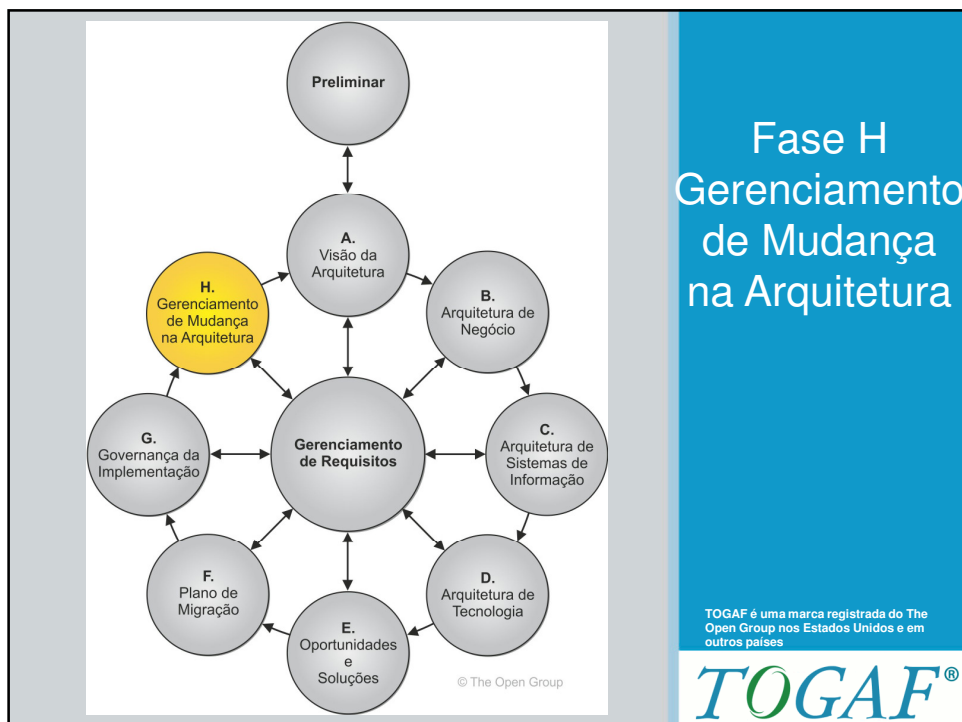 Preliminar
A.
Visão da
Arquitetura
H.
Gerenciamento
de Mudança
na Arquitetura
B.
Arquitetura de
Negócio
G.
Governança da
Implementação
Gerenciamento
de Requisitos
C.
Arquitetura de
Sistemas de
Informação
F.
Plano de
Migração
D.
Arquitetura de
Tecnologia
E.
Oportunidades
e
Soluções
© The Open Group
Fase H
Gerenciamento
de Mudança
na Arquitetura
TOGAF é uma marca registrada do The
Open Group nos Estados Unidos e em
outros países
TOGAF®